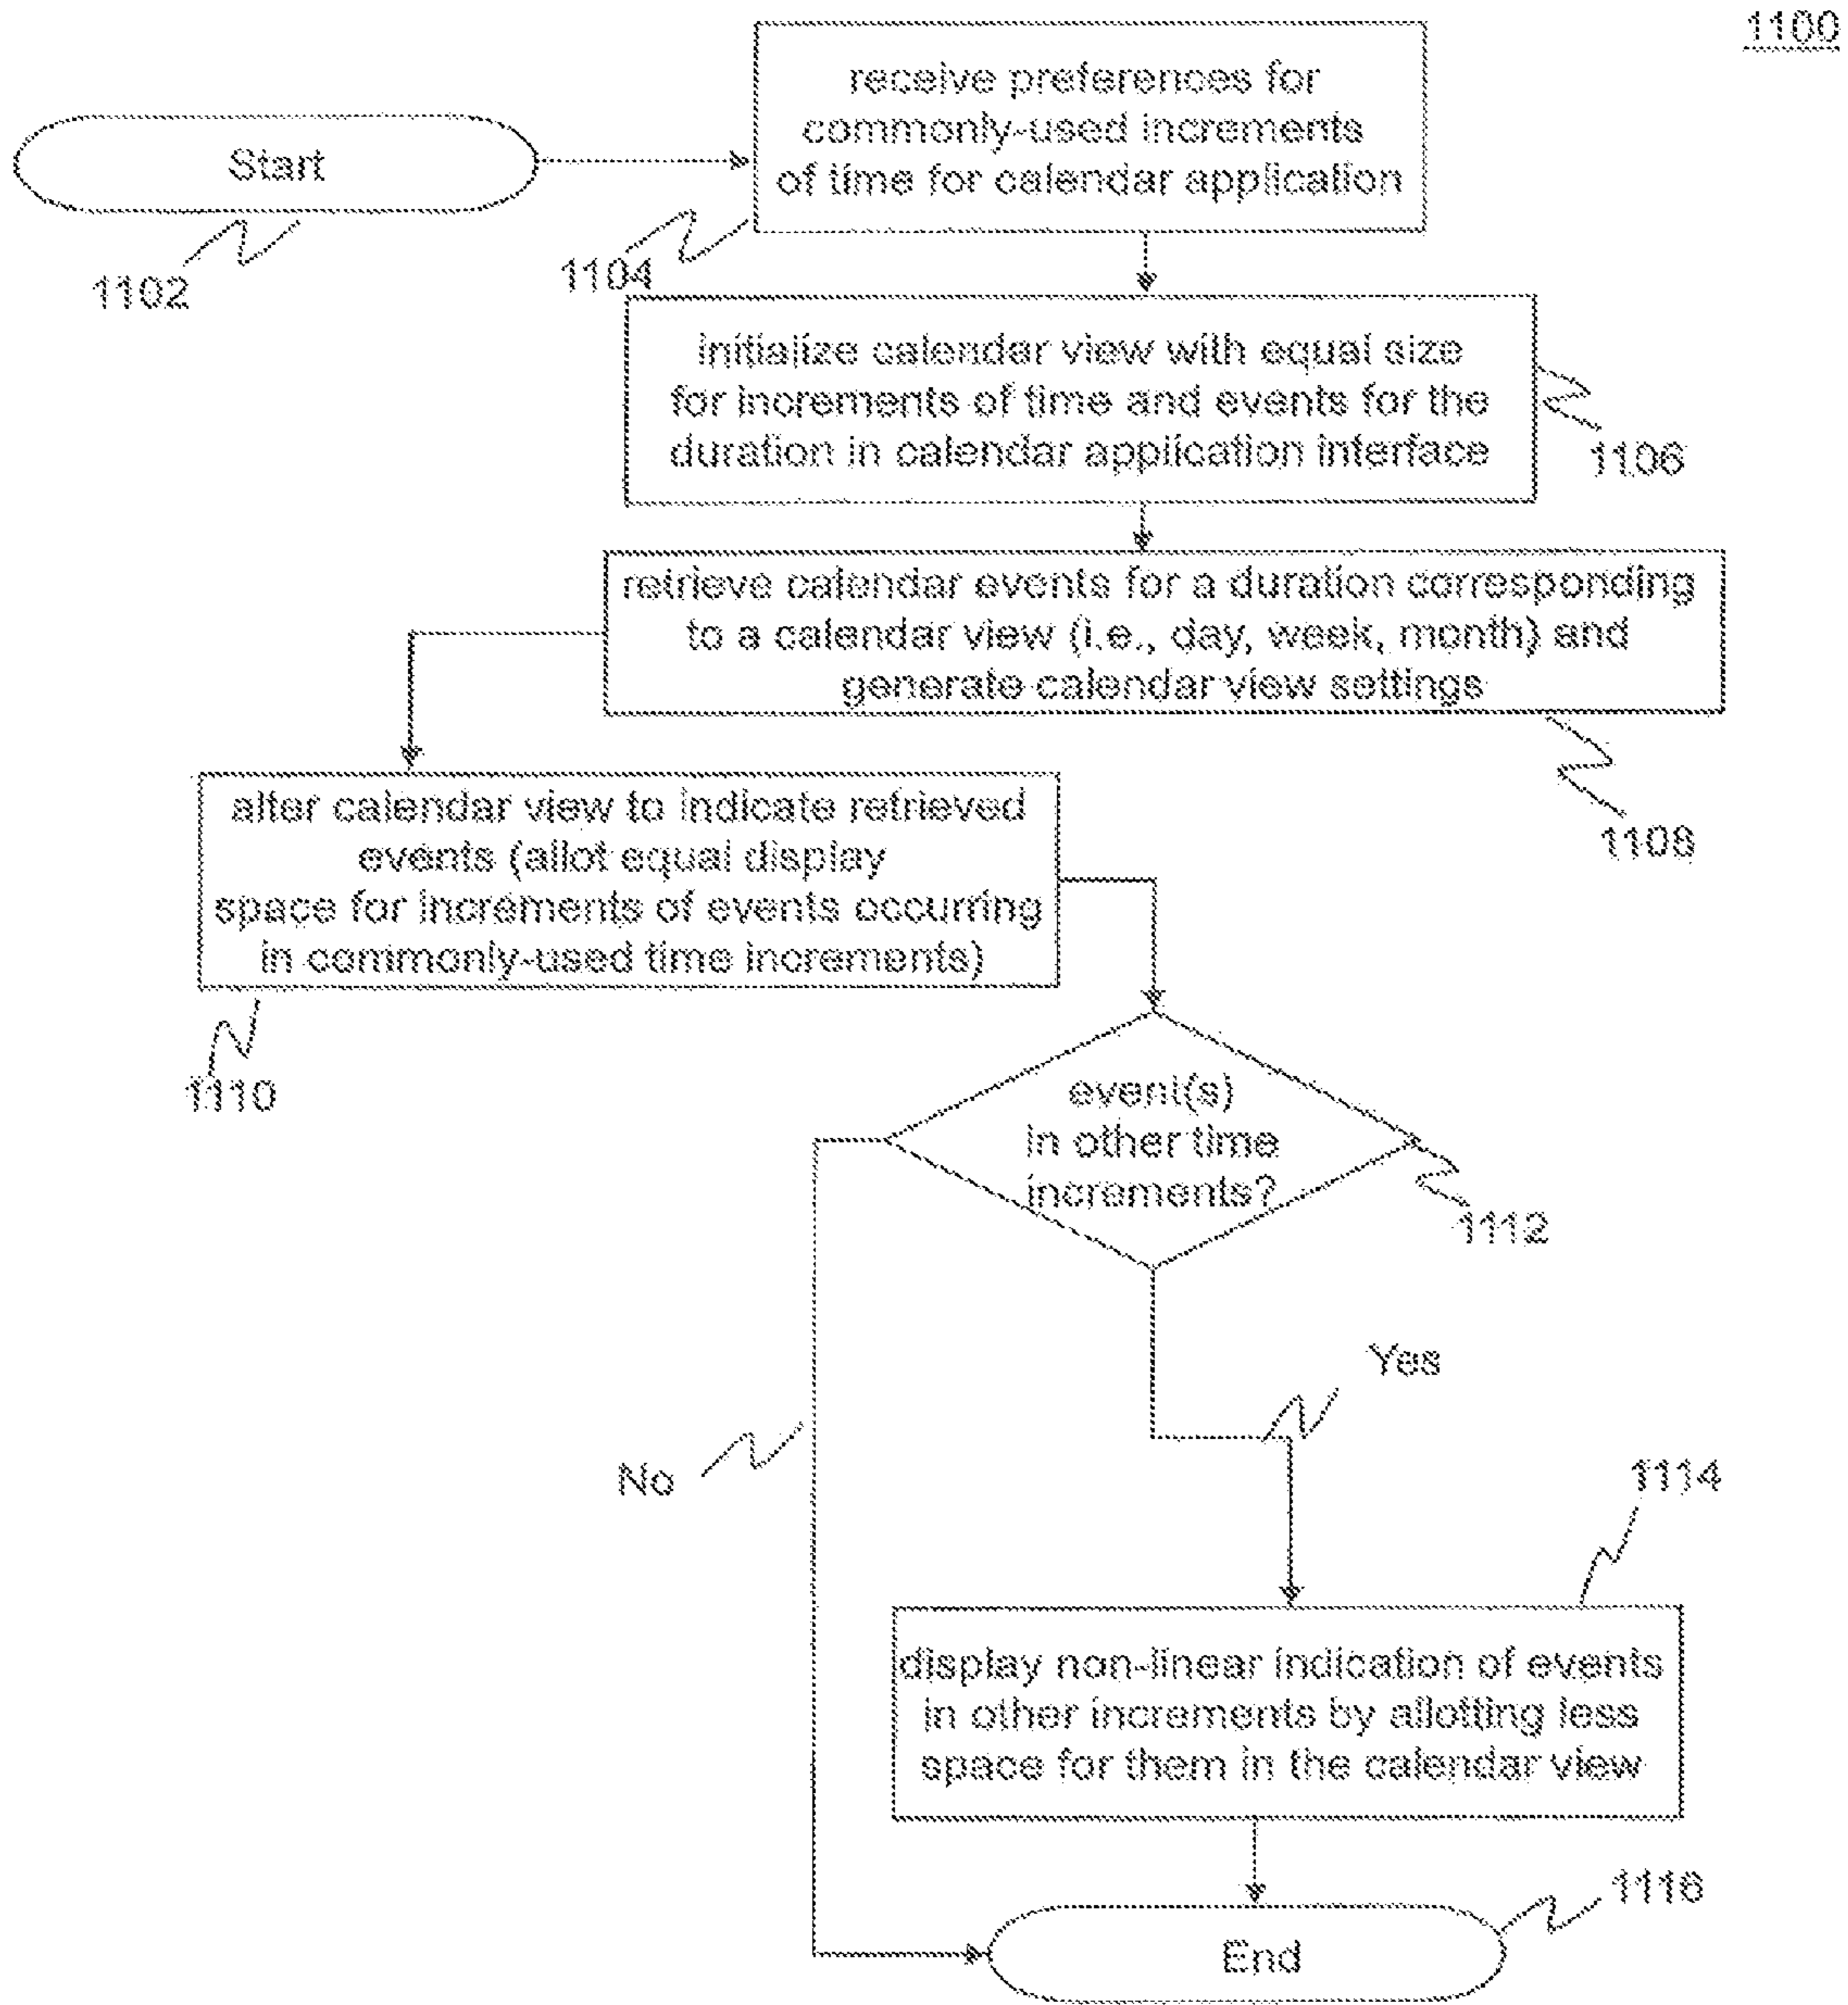 1100
Start
1102
receive preferences for
commonly-used increments
of time for calendar application
1104
initialize calendar view with equal size
for increments of time and events for the
duration in calendar application interface
1106
retrieve calendar events for a duration corresponding
to a calendar view (i.e., day, week, month) and
generate calendar view settings
1108
alter calendar view to indicate retrieved
events (allot equal display
space for increments of events occurring
in commonly-used time increments)
1110
event(s)
in other time
increments?
1112
Yes
No
1114
display non-linear indication of events
in other increments by allotting less
space for them in the calendar view
1116
End